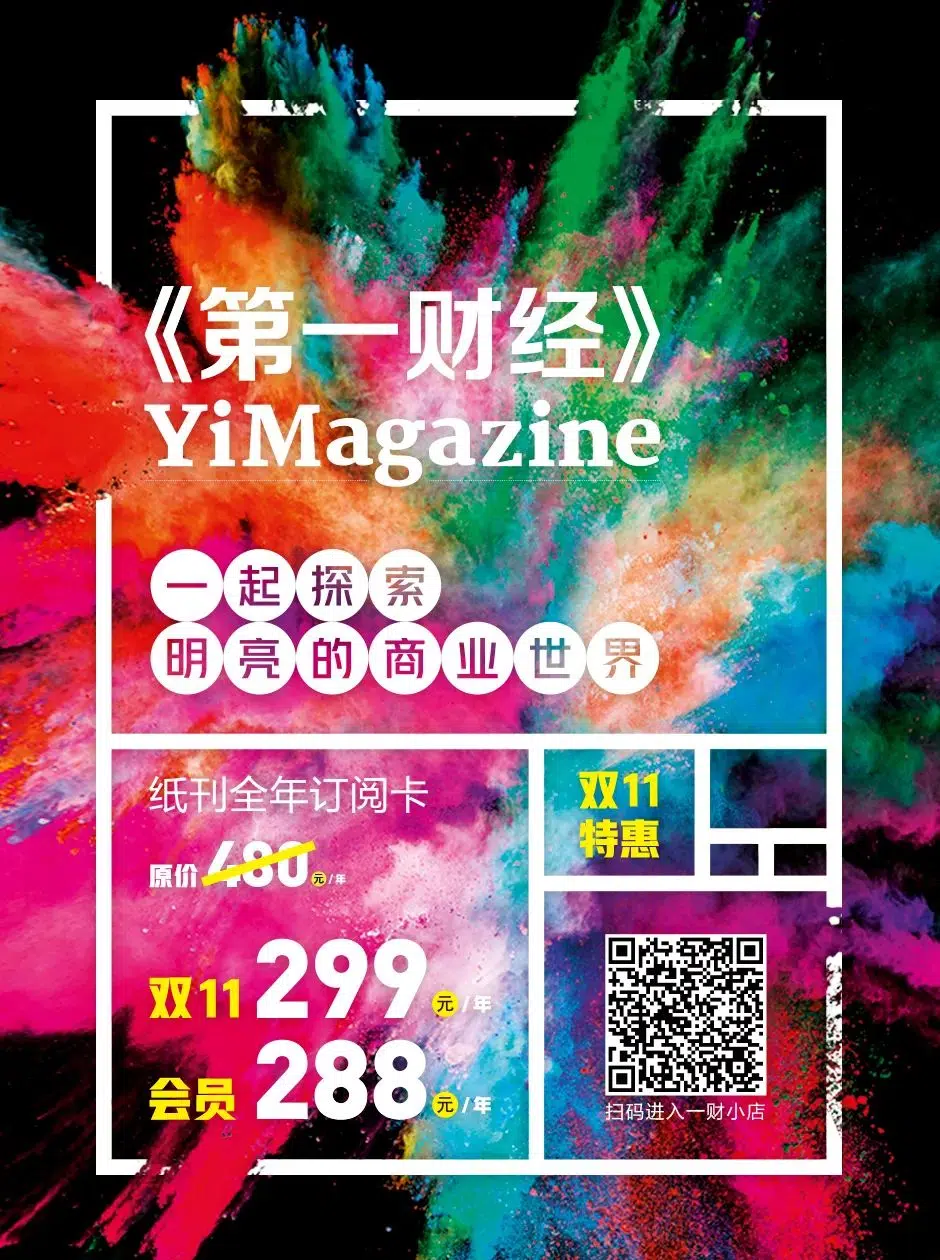 《第一财经》
YiMagazine
一起探索
明亮的商业世界
纸刊全年订阅卡
原价480元/年
双11 299元/年
会员 288元/年
双11
特惠
扫码进入一财小店